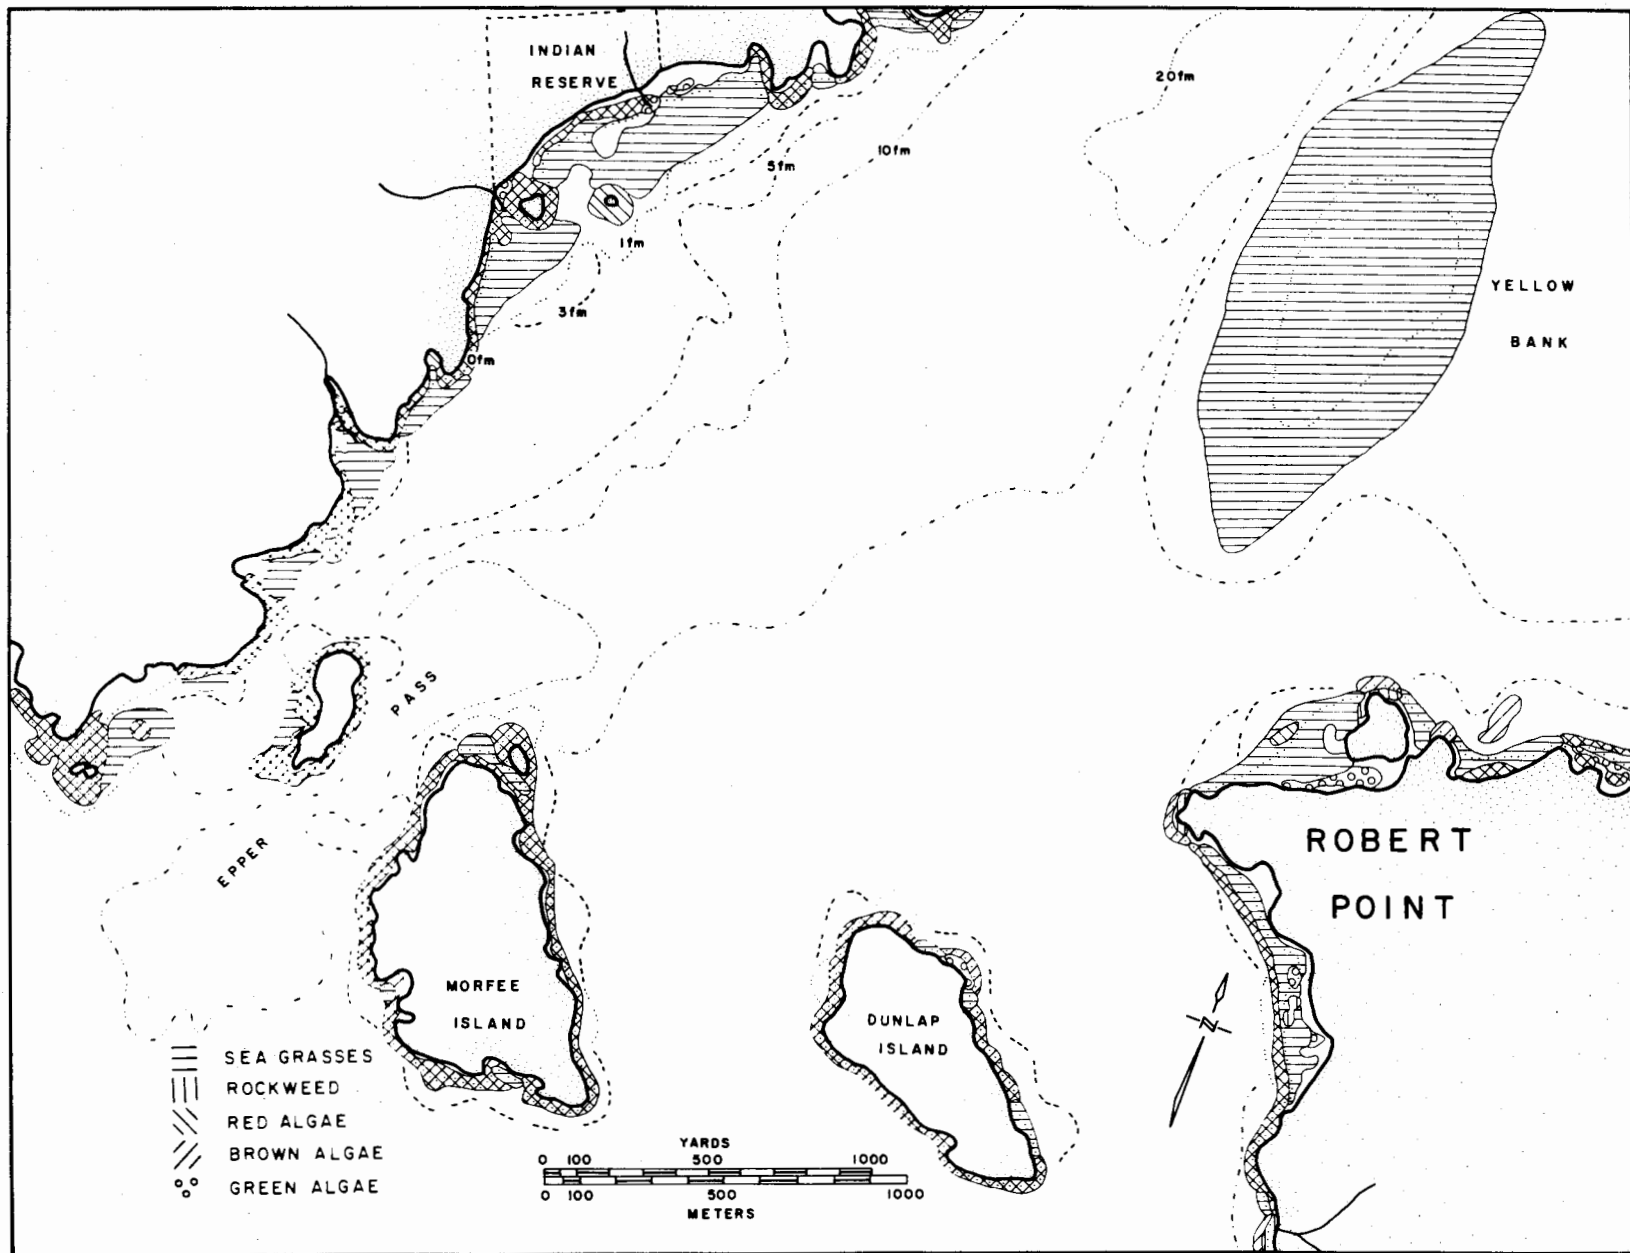 INDIAN
RESERVE
20fm
10fm
5fm
1fm
3fm
0fm
YELLOW
BANK
EPPER PASS
ROBERT
POINT
MORFEE
ISLAND
DUNLAP
ISLAND
N
SEA GRASSES
ROCKWEED
RED ALGAE
BROWN ALGAE
GREEN ALGAE
YARDS
0 100 500 1000
0 100 500 1000
METERS